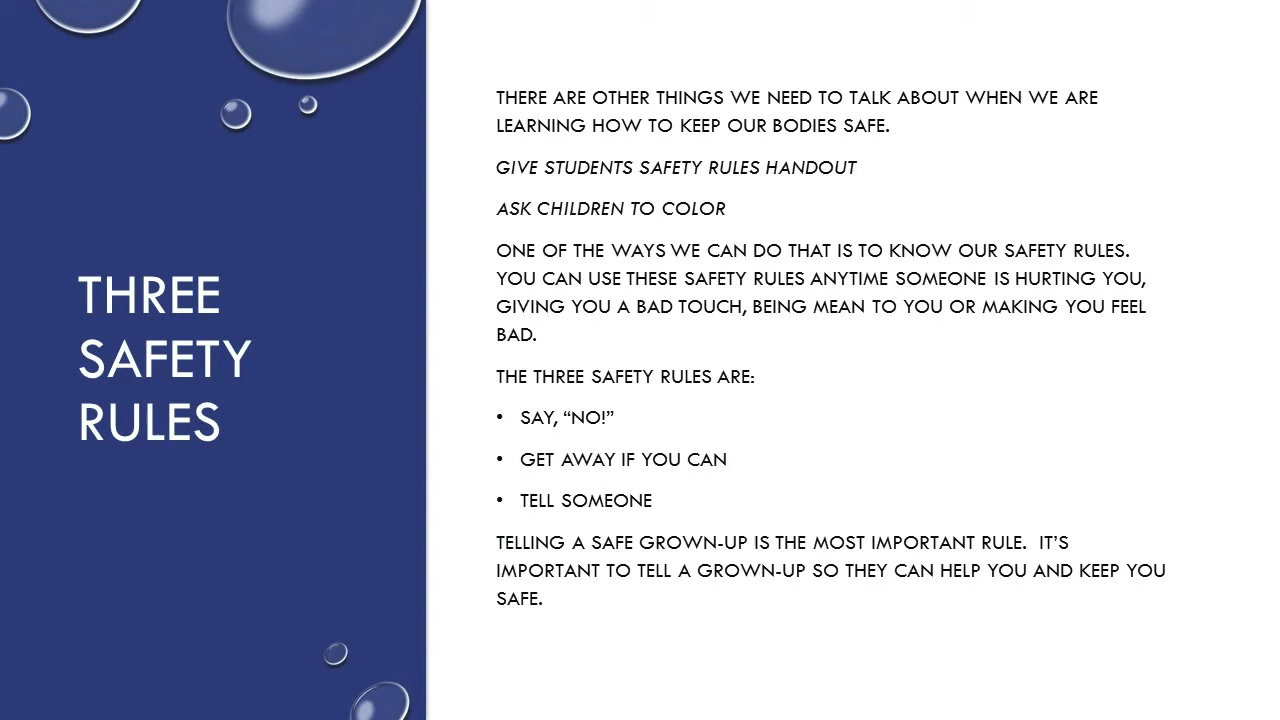 THREE
SAFETY
RULES
THERE ARE OTHER THINGS WE NEED TO TALK ABOUT WHEN WE ARE
LEARNING HOW TO KEEP OUR BODIES SAFE.
GIVE STUDENTS SAFETY RULES HANDOUT
ASK CHILDREN TO COLOR
ONE OF THE WAYS WE CAN DO THAT IS TO KNOW OUR SAFETY RULES.
YOU CAN USE THESE SAFETY RULES ANYTIME SOMEONE IS HURTING YOU,
GIVING YOU A BAD TOUCH, BEING MEAN TO YOU OR MAKING YOU FEEL
BAD.
THE THREE SAFETY RULES ARE:
• SAY, “NO!”
• GET AWAY IF YOU CAN
• TELL SOMEONE
TELLING A SAFE GROWN-UP IS THE MOST IMPORTANT RULE.  IT’S
IMPORTANT TO TELL A GROWN-UP SO THEY CAN HELP YOU AND KEEP YOU
SAFE.